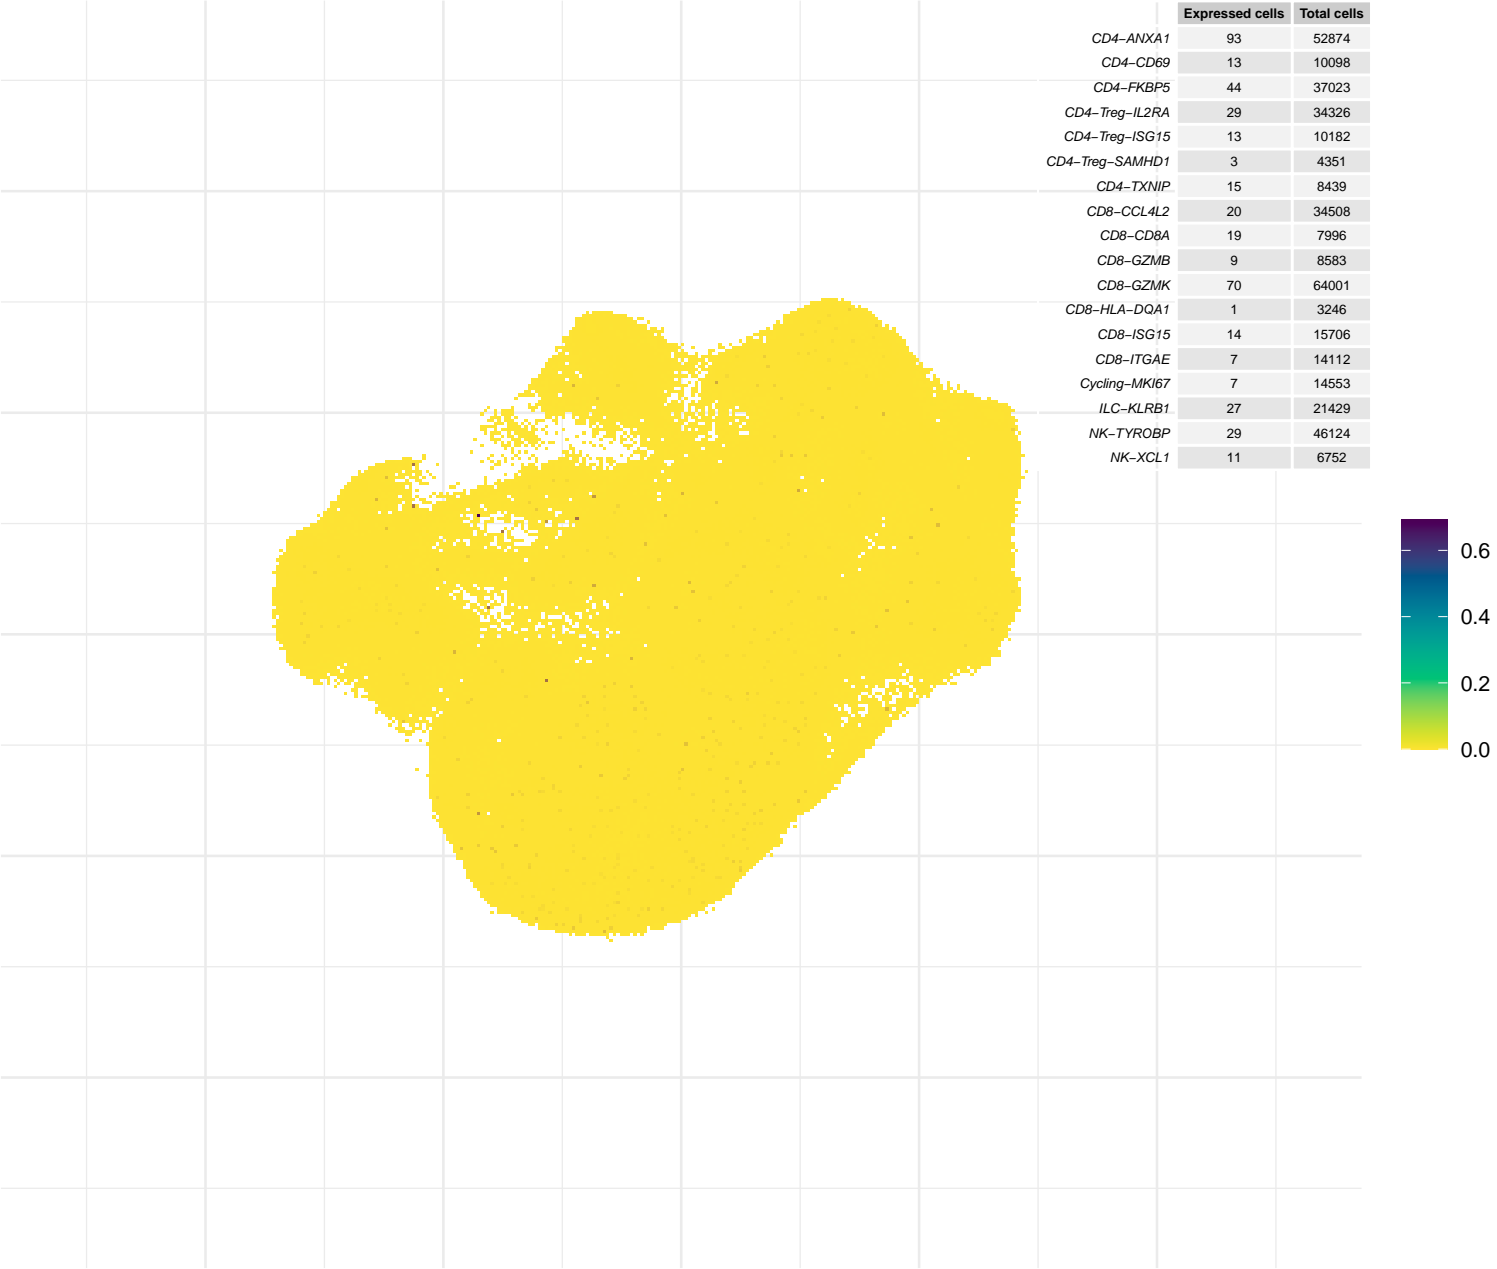 Expressed cells Total cells
CD4−ANXA1 93 52874
CD4−CD69 13 10098
CD4−FKBP5 44 37023
CD4−Treg−IL2RA 29 34326
CD4−Treg−ISG15 13 10182
CD4−Treg−SAMHD1 3 4351
CD4−TXNIP 15 8439
CD8−CCL4L2 20 34508
CD8−CD8A 19 7996
CD8−GZMB 9 8583
CD8−GZMK 70 64001
CD8−HLA−DQA1 1 3246
CD8−ISG15 14 15706
CD8−ITGAE 7 14112
Cycling−MKI67 7 14553
ILC−KLRB1 27 21429
NK−TYROBP 29 46124
NK−XCL1 11 6752
0.6
0.4
0.2
0.0